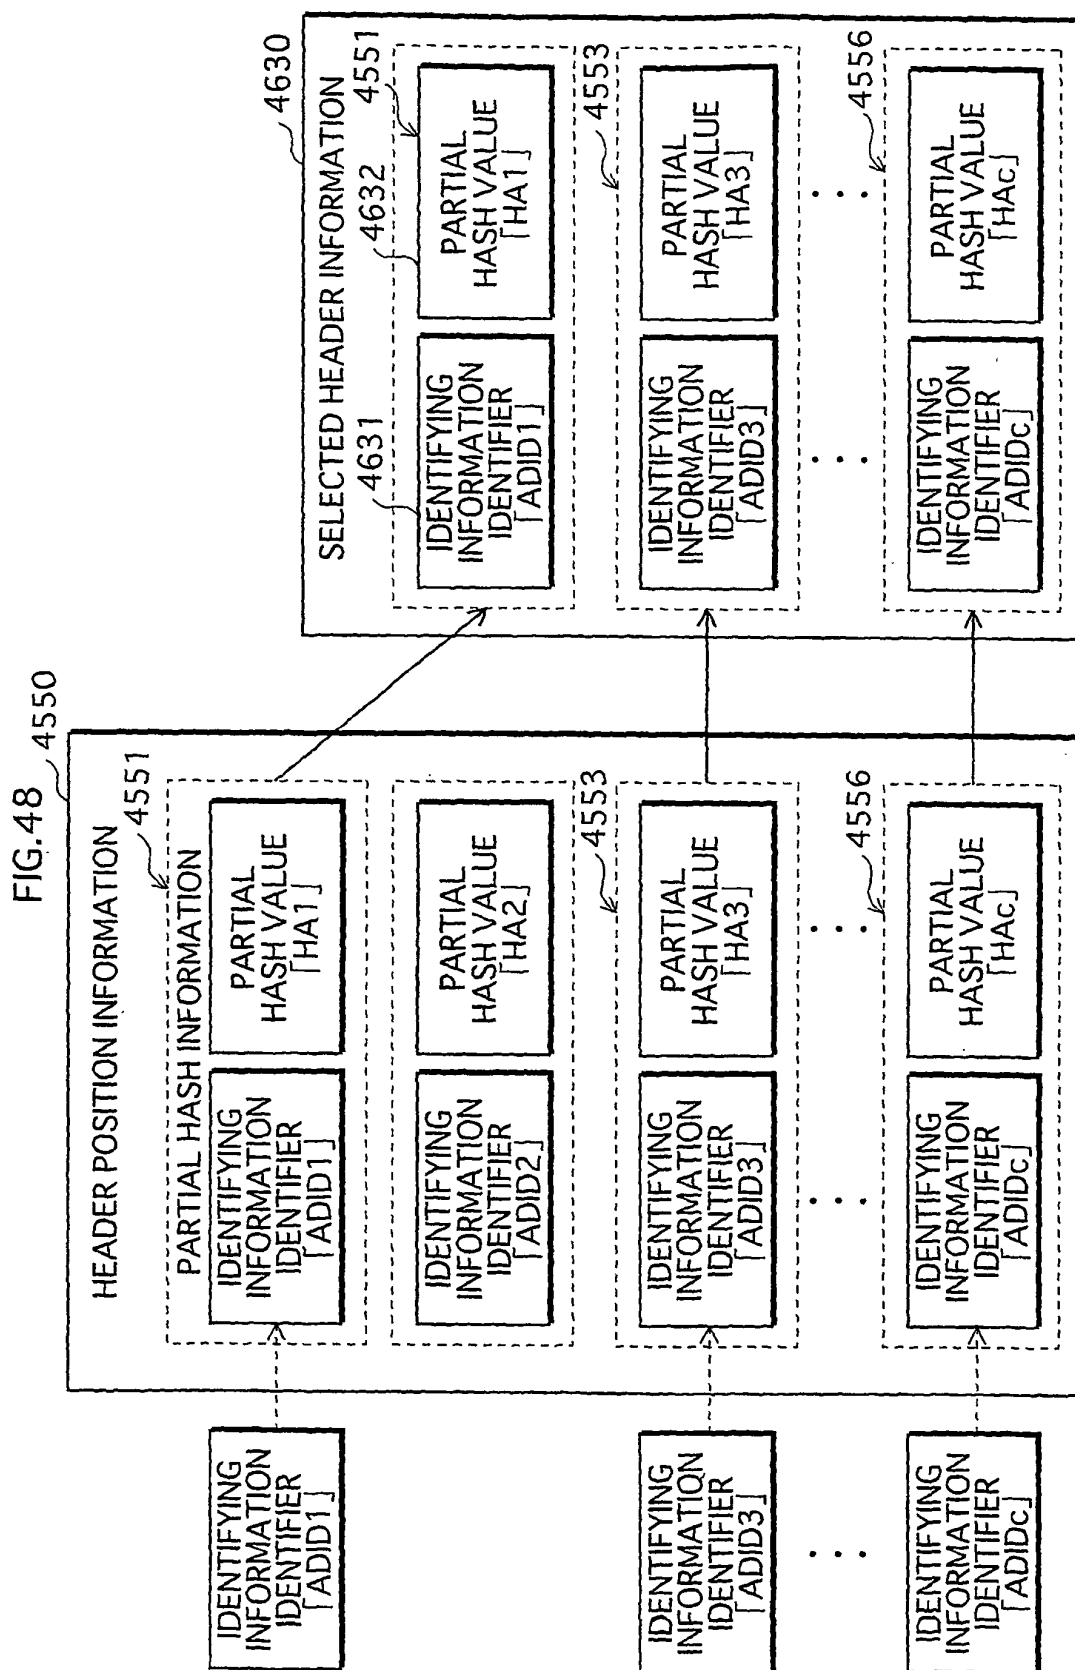 FIG.48
IDENTIFYING
INFORMATION
IDENTIFIER
「ADID1」
IDENTIFYING
INFORMATION
IDENTIFIER
「ADID3」
. . .
IDENTIFYING
INFORMATION
IDENTIFIER
「ADIDc」
4550
HEADER POSITION INFORMATION
4551
PARTIAL HASH INFORMATION
IDENTIFYING
INFORMATION
IDENTIFIER
「ADID1」
PARTIAL
HASH VALUE
「HA1」
IDENTIFYING
INFORMATION
IDENTIFIER
「ADID2」
PARTIAL
HASH VALUE
「HA2」
4553
IDENTIFYING
INFORMATION
IDENTIFIER
「ADID3」
PARTIAL
HASH VALUE
「HA3」
. . .
. . .
4556
IDENTIFYING
INFORMATION
IDENTIFIER
「ADIDc」
PARTIAL
HASH VALUE
「HAc」
4630
SELECTED HEADER INFORMATION
4631
4632
4551
IDENTIFYING
INFORMATION
IDENTIFIER
「ADID1」
PARTIAL
HASH VALUE
「HA1」
4553
IDENTIFYING
INFORMATION
IDENTIFIER
「ADID3」
PARTIAL
HASH VALUE
「HA3」
. . .
. . .
4556
IDENTIFYING
INFORMATION
IDENTIFIER
「ADIDc」
PARTIAL
HASH VALUE
「HAc」